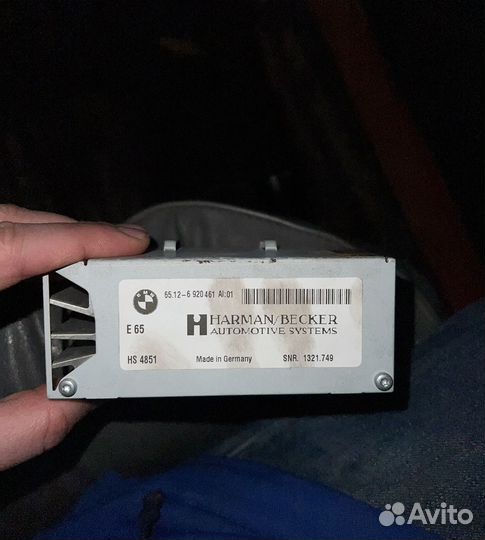 BMW
65.12-6 920 461 AI:01
E 65
HARMAN/BECKER
AUTOMOTIVE SYSTEMS
HS 4851
Made in Germany
SNR. 1321.749
Avito